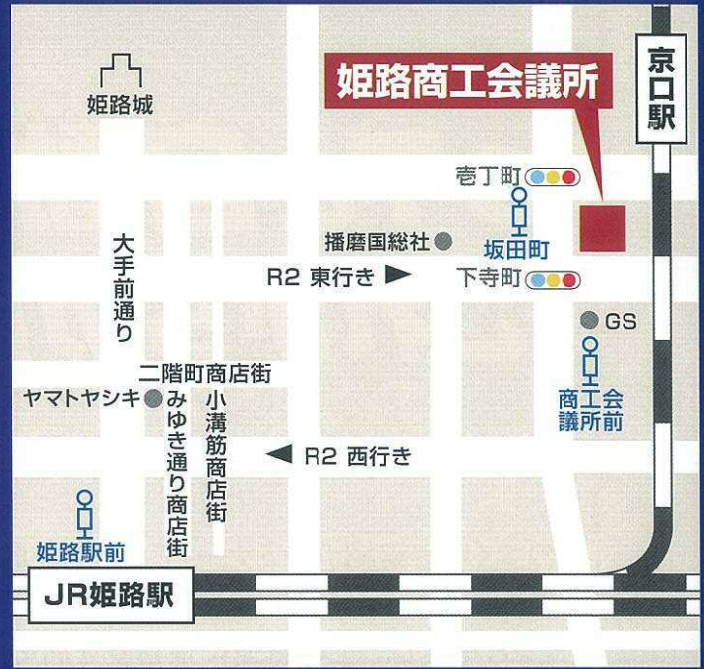 姫路城
姫路商工会議所
京口駅
壱丁町
坂田町
播磨国総社
大手前通り
R2 東行き
下寺町
GS
二階町商店街
ヤマトヤシキ
みゆき通り商店街
小溝筋商店街
商工会
議所前
R2 西行き
姫路駅前
JR姫路駅